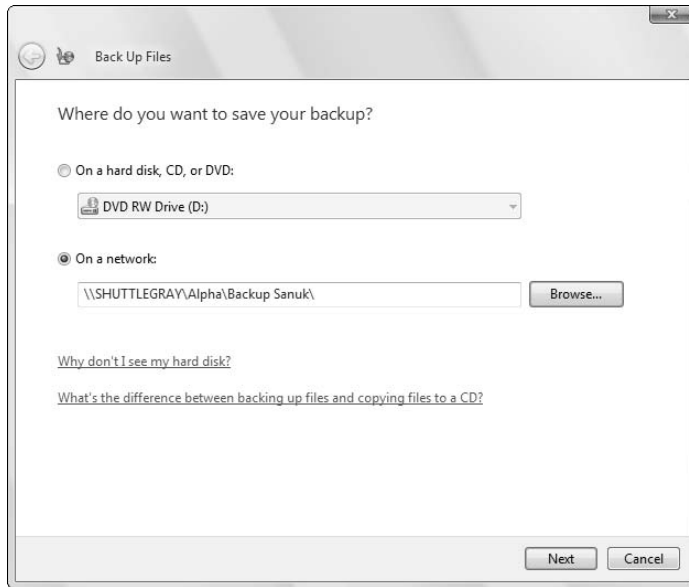 Back Up Files
Where do you want to save your backup?
On a hard disk, CD, or DVD:
DVD RW Drive (D:)
On a network:
\\SHUTTLEGRAY\Alpha\Backup Sanuk\
Browse...
Why don't I see my hard disk?
What's the difference between backing up files and copying files to a CD?
Next
Cancel